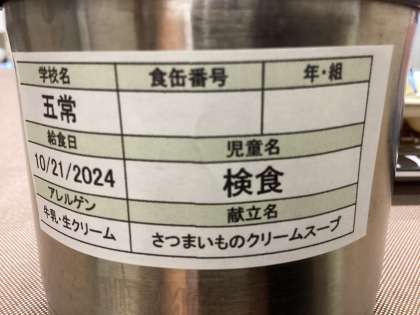 学校名 食缶番号 年・組
五常
給食日 児童名
10/21/2024 検食
アレルゲン 献立名
牛乳・生クリーム さつまいものクリームスープ